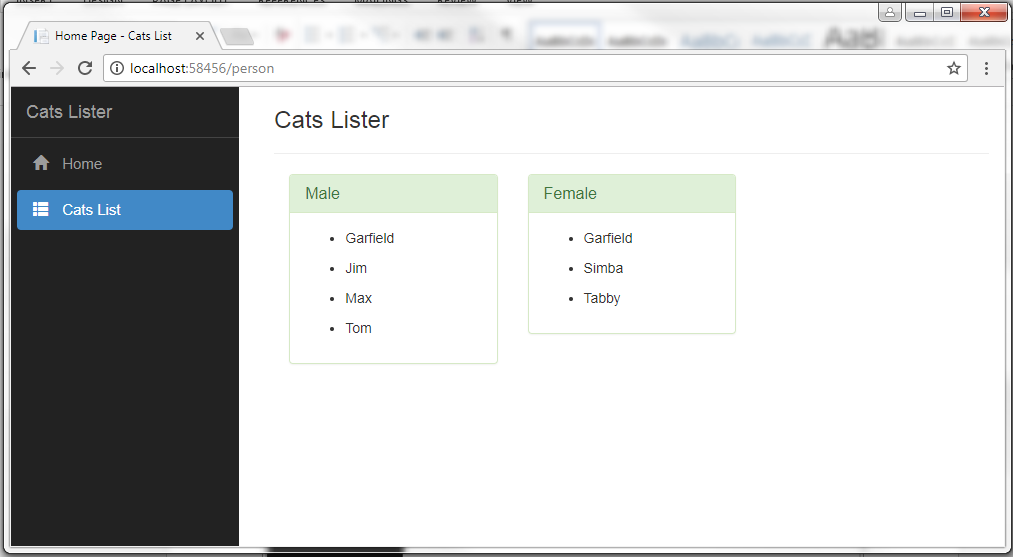 Home Page - Cats List
localhost:58456/person
Cats Lister
Home
Cats List
Cats Lister
Male
Garfield
Jim
Max
Tom
Female
Garfield
Simba
Tabby